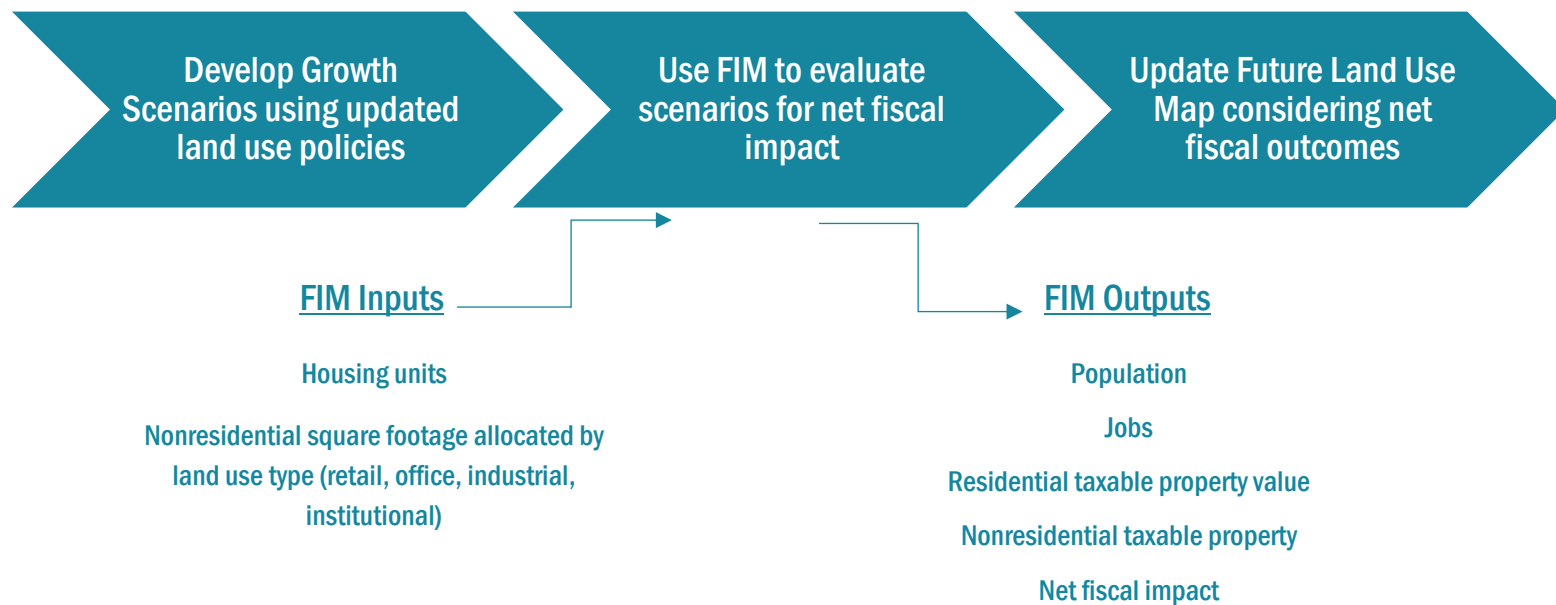 Develop Growth
Scenarios using updated
land use policies
Use FIM to evaluate
scenarios for net fiscal
impact
Update Future Land Use
Map considering net
fiscal outcomes
FIM Inputs
Housing units
Nonresidential square footage allocated by
land use type (retail, office, industrial,
institutional)
FIM Outputs
Population
Jobs
Residential taxable property value
Nonresidential taxable property
Net fiscal impact